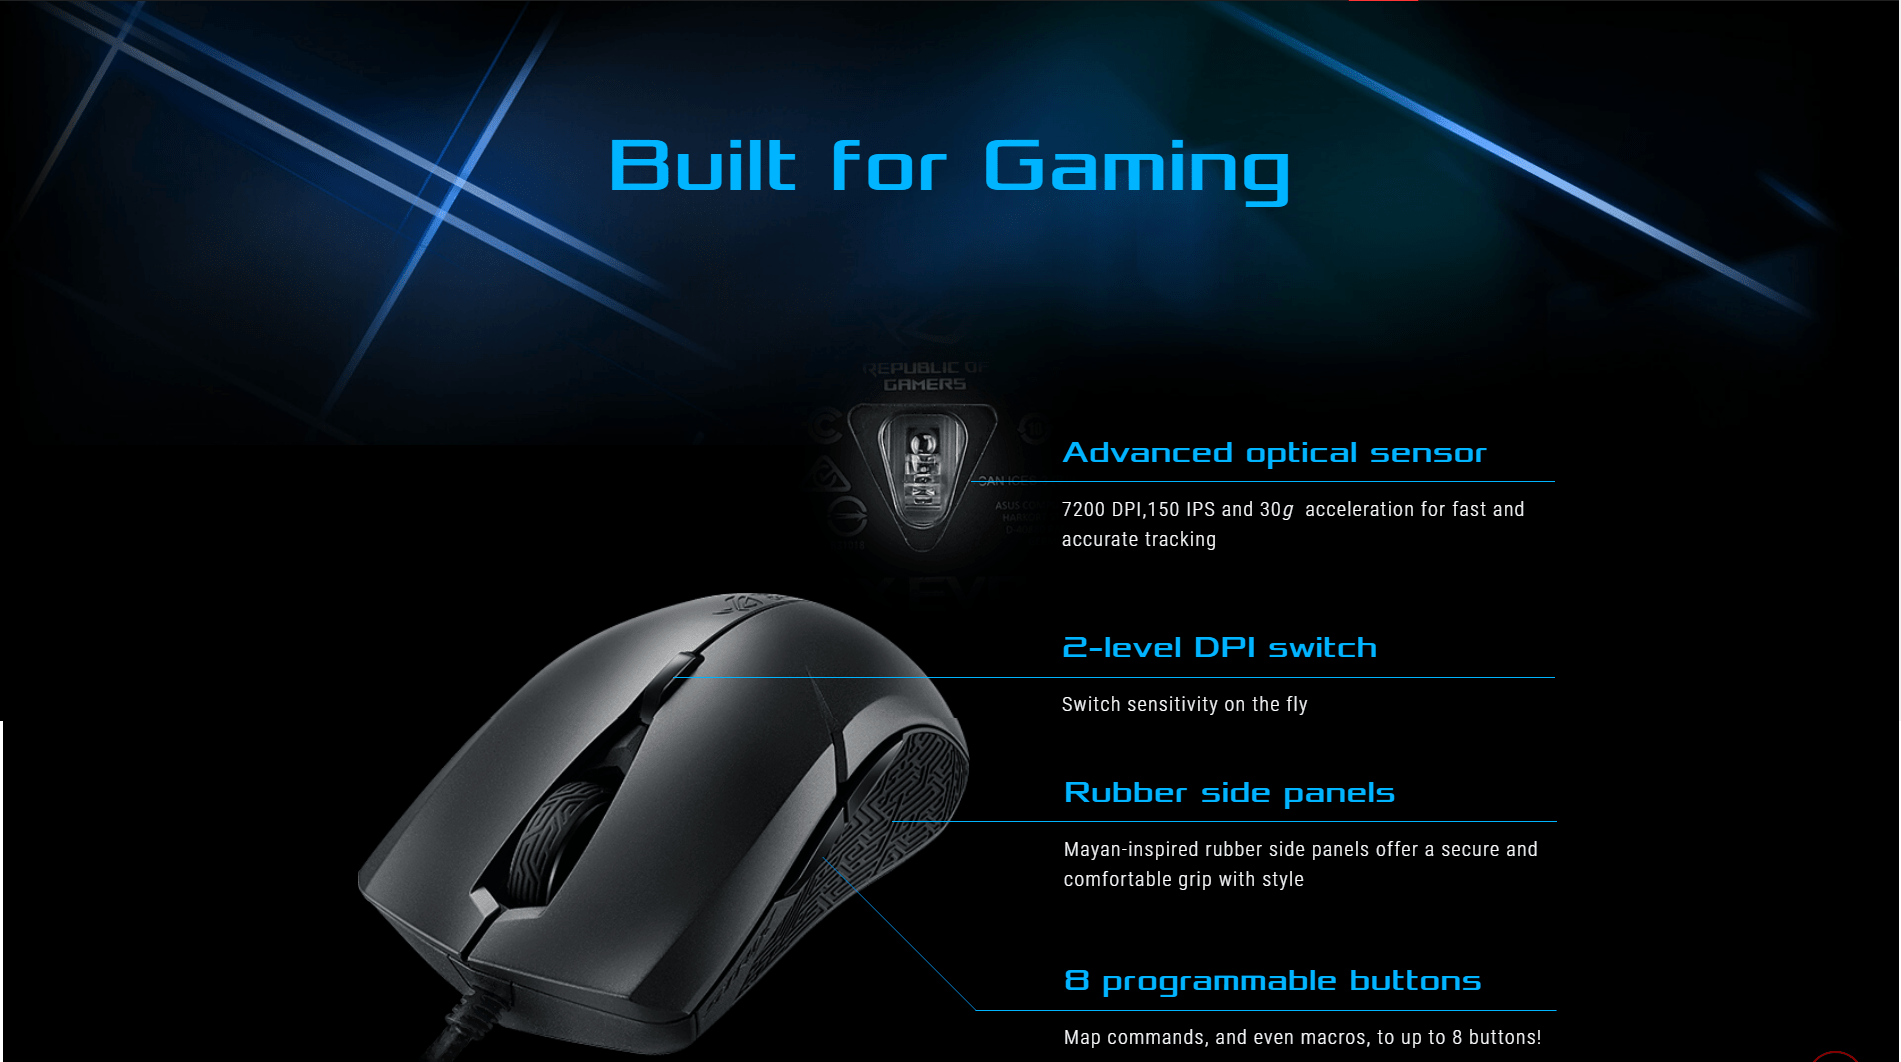 Built for Gaming
REPUBLIC OF
GAMERS
Advanced optical sensor
CAN ICES
7200 DPI,150 IPS and 30g acceleration for fast and
accurate tracking
ASUS
2-level DPI switch
Switch sensitivity on the fly
Rubber side panels
Mayan-inspired rubber side panels offer a secure and
comfortable grip with style
8 programmable buttons
Map commands, and even macros, to up to 8 buttons!